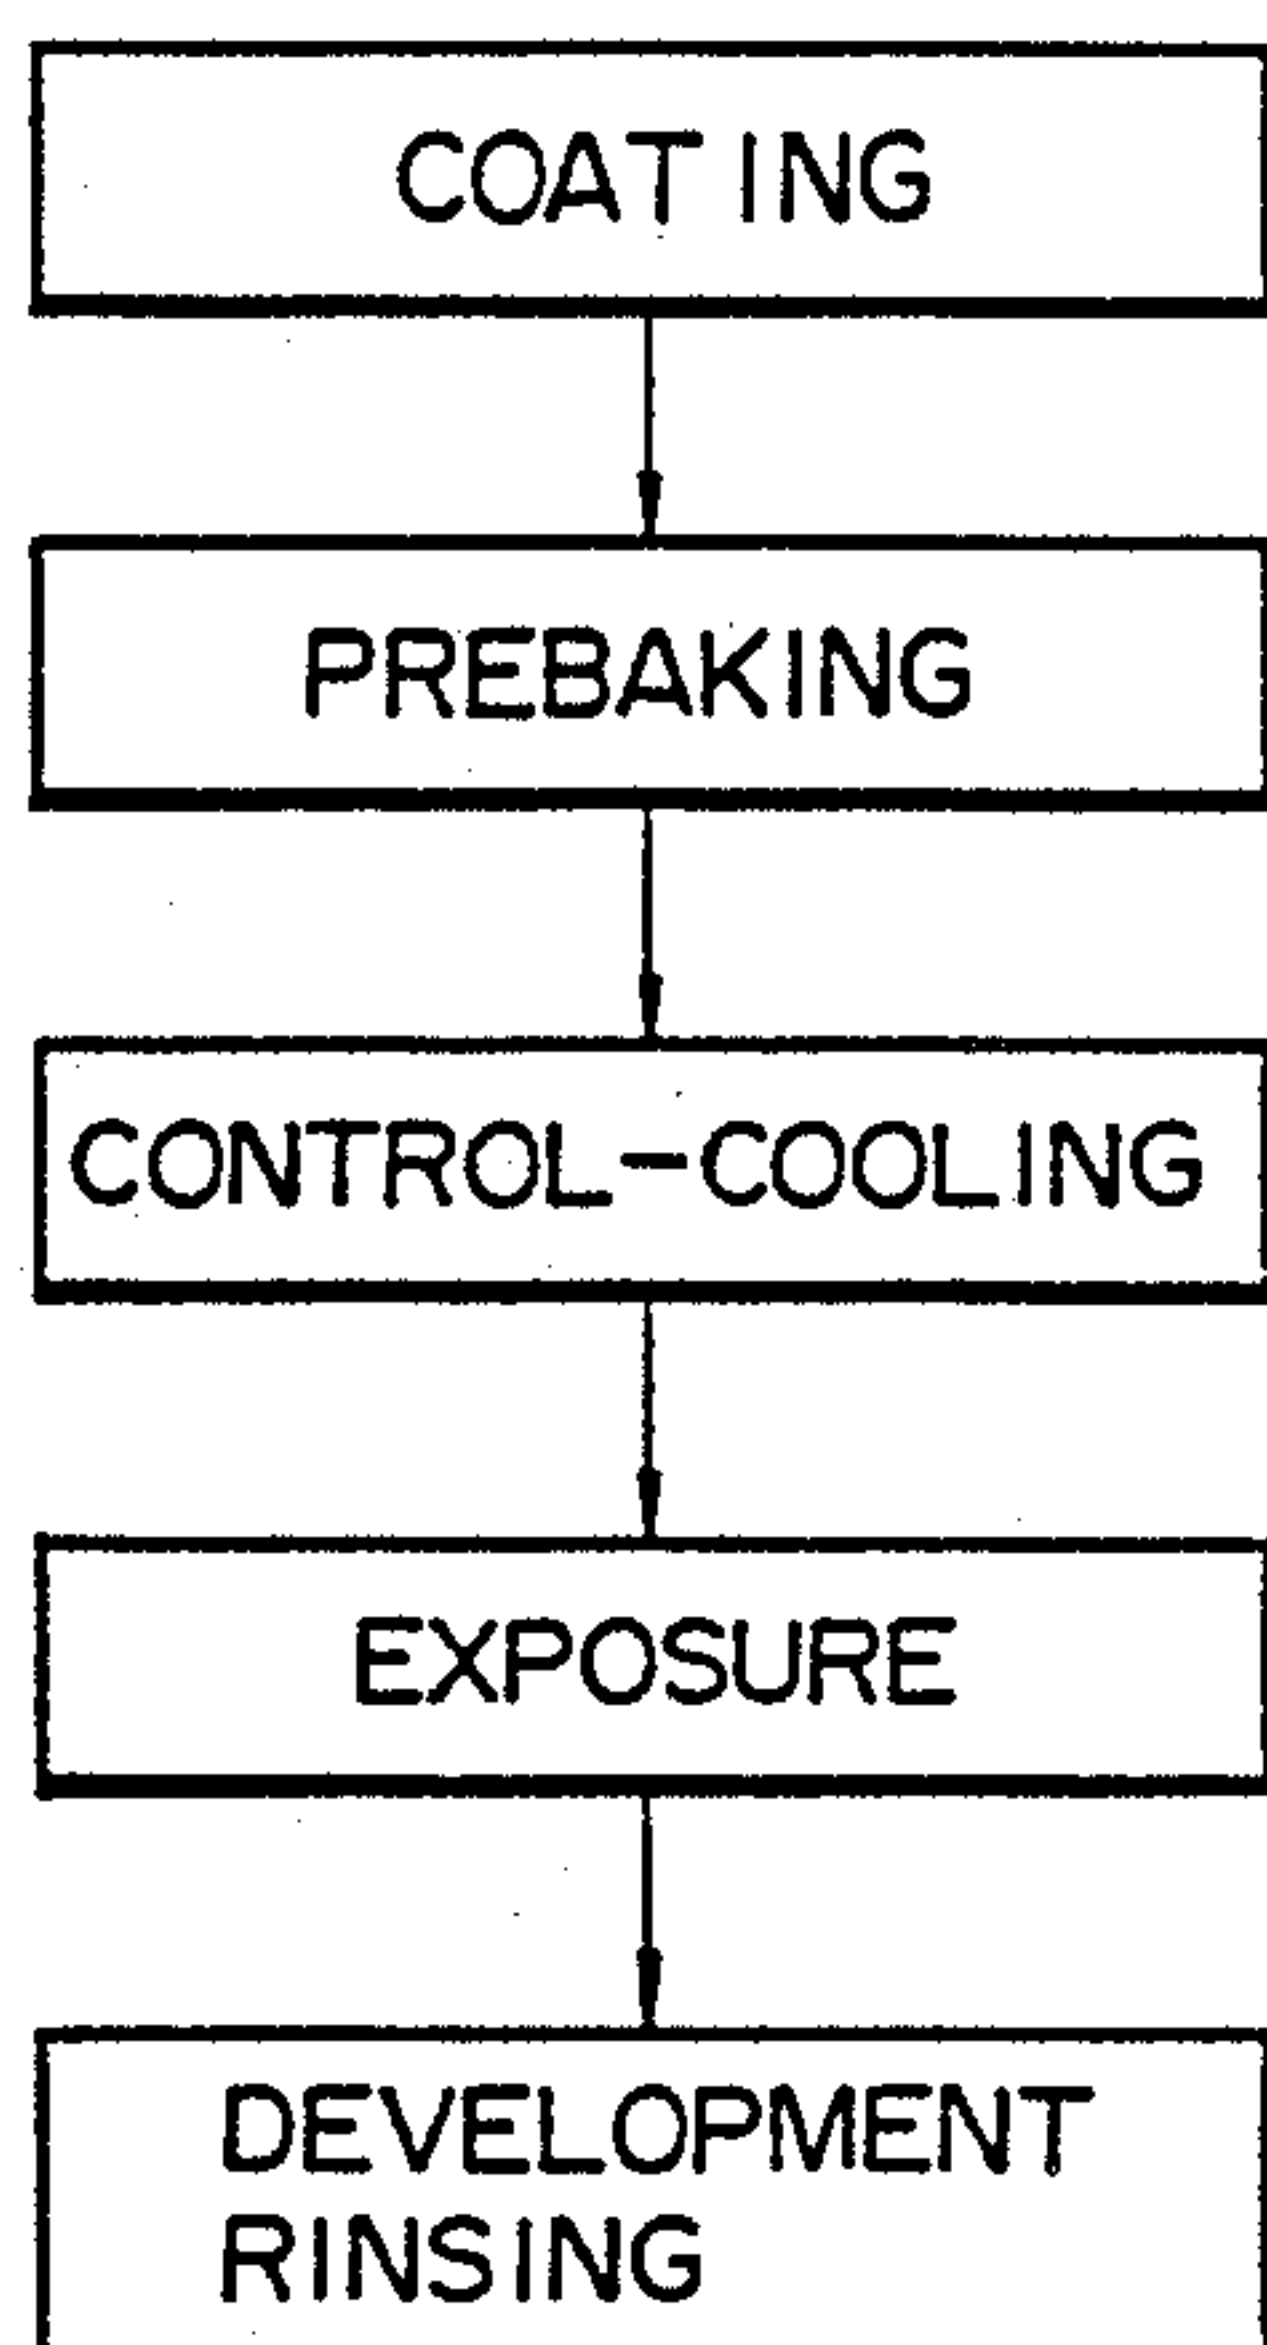 COATING
PREBAKING
CONTROL-COOLING
EXPOSURE
DEVELOPMENT
RINSING